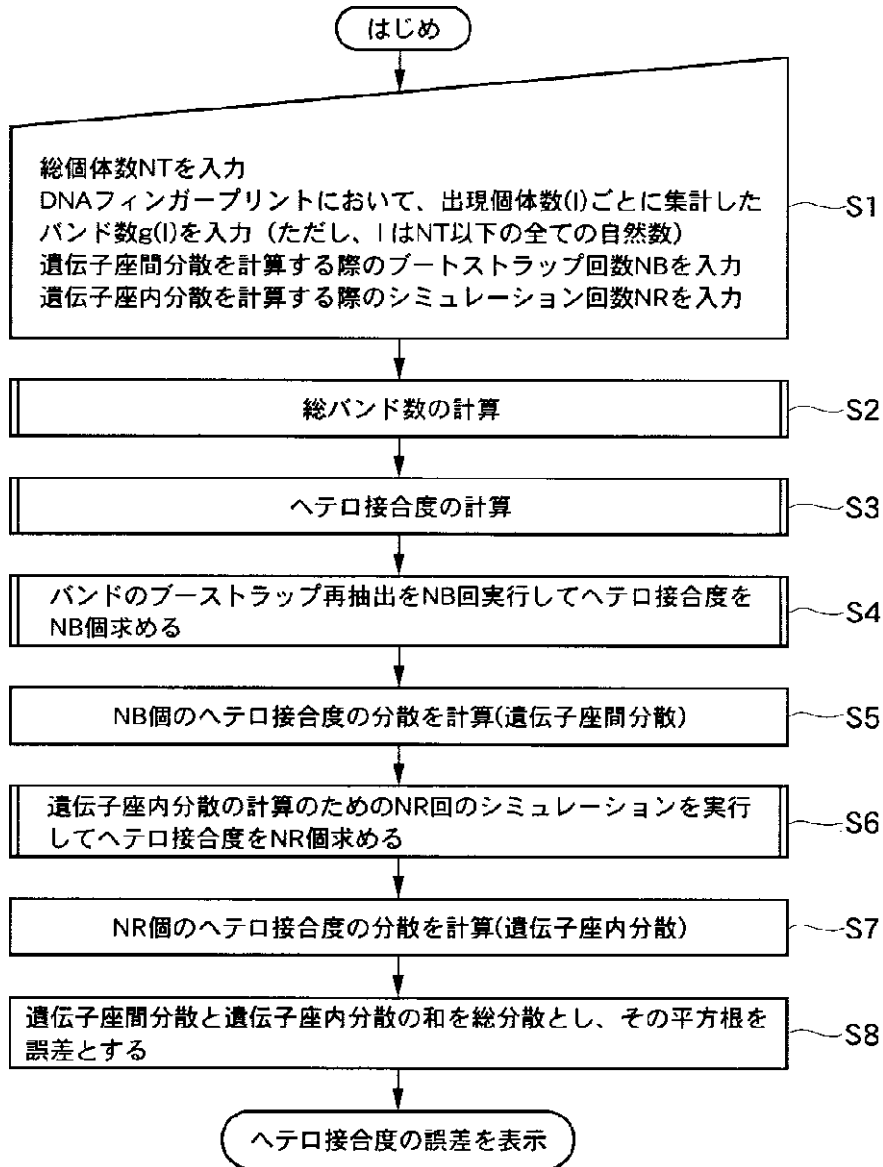 はじめ
総個体数NTを入力
DNAフィンガープリントにおいて、出現個体数(I)ごとに集計した
バンド数g(I)を入力（ただし、IはNT以下の全ての自然数）
遺伝子座間分散を計算する際のブートストラップ回数NBを入力
遺伝子座内分散を計算する際のシミュレーション回数NRを入力
S1
総バンド数の計算
S2
ヘテロ接合度の計算
S3
バンドのブーストラップ再抽出をNB回実行してヘテロ接合度を
NB個求める
S4
NB個のヘテロ接合度の分散を計算(遺伝子座間分散)
S5
遺伝子座内分散の計算のためのNR回のシミュレーションを実行
してヘテロ接合度をNR個求める
S6
NR個のヘテロ接合度の分散を計算(遺伝子座内分散)
S7
遺伝子座間分散と遺伝子座内分散の和を総分散とし、その平方根を
誤差とする
S8
ヘテロ接合度の誤差を表示